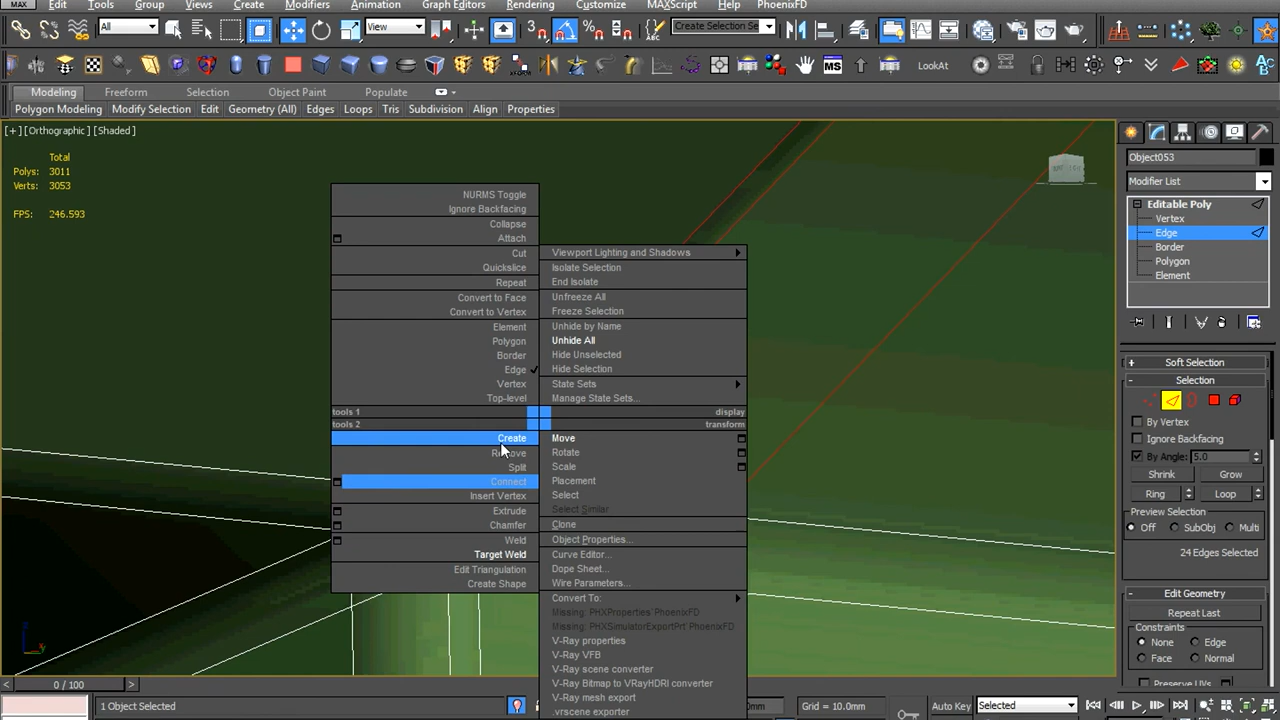 MAX Edit Tools Group Views Create Modifiers Animation Graph Editors Rendering Customize MAXScript Help PhoenixFD
All View 3 Create Selection Se
MS LookAt
Modeling Freeform Selection Object Paint Populate
Polygon Modeling Modify Selection Edit Geometry (All) Edges Loops Tris Subdivision Align Properties
[+] [Orthographic] [Shaded]
Total
Polys: 3011
Verts: 3053
FPS: 246.593
NURMS Toggle
Ignore Backfacing
Collapse
Attach
Cut
Quickslice
Repeat
Convert to Face
Convert to Vertex
Element
Polygon
Border
Edge
Vertex
Top-level
tools 1
tools 2
Create
Remove
Split
Connect
Insert Vertex
Extrude
Chamfer
Weld
Target Weld
Edit Triangulation
Create Shape
Viewport Lighting and Shadows
Isolate Selection
End Isolate
Unfreeze All
Freeze Selection
Unhide by Name
Unhide All
Hide Unselected
Hide Selection
State Sets
Manage State Sets...
display
transform
Move
Rotate
Scale
Placement
Select
Select Similar
Clone
Object Properties...
Curve Editor...
Dope Sheet...
Wire Parameters...
Convert To:
Missing: PHXProperties`PhoenixFD
Missing: PHXSimulatorExportPrt`PhoenixFD
V-Ray properties
V-Ray VFB
V-Ray scene converter
V-Ray Bitmap to VRayHDRI converter
V-Ray mesh export
.vrscene exporter
Object053
Modifier List
Editable Poly
Vertex
Edge
Border
Polygon
Element
+ Soft Selection
- Selection
By Vertex
Ignore Backfacing
By Angle: 5.0
Shrink Grow
Ring Loop
Preview Selection
Off SubObj Multi
24 Edges Selected
- Edit Geometry
Repeat Last
Constraints
None Edge
Face Normal
Preserve UVs
< 0 / 100 >
1 Object Selected 0mm Grid = 10.0mm Auto Key Selected